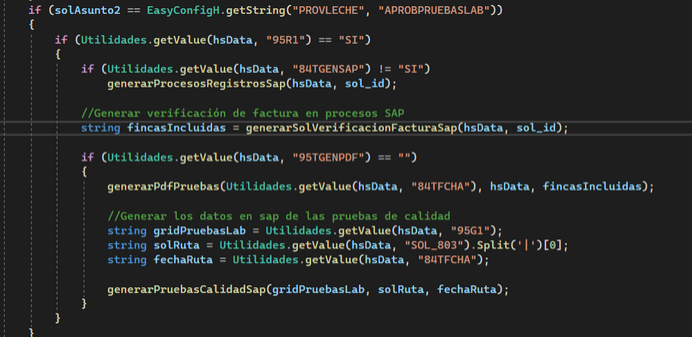 if (solAsunto2 == EasyConfigH.getString("PROVLECHE", "APROBPRUEBASLAB"))
{
if (Utilidades.getValue(hsData, "95R1") == "SI")
{
if (Utilidades.getValue(hsData, "84TGENSAP") != "SI")
generarProcesosRegistrosSap(hsData, sol_id);
//Generar verificación de factura en procesos SAP
string fincasIncluidas = generarSolVerificacionFacturaSap(hsData, sol_id);
if (Utilidades.getValue(hsData, "95TGENPDF") == "")
{
generarPdfPruebas(Utilidades.getValue(hsData, "84TFCHA"), hsData, fincasIncluidas);
//Generar los datos en sap de las pruebas de calidad
string gridPruebasLab = Utilidades.getValue(hsData, "95G1");
string solRuta = Utilidades.getValue(hsData, "SOL_803").Split('|')[0];
string fechaRuta = Utilidades.getValue(hsData, "84TFCHA");
generarPruebasCalidadSap(gridPruebasLab, solRuta, fechaRuta);
}
}
}